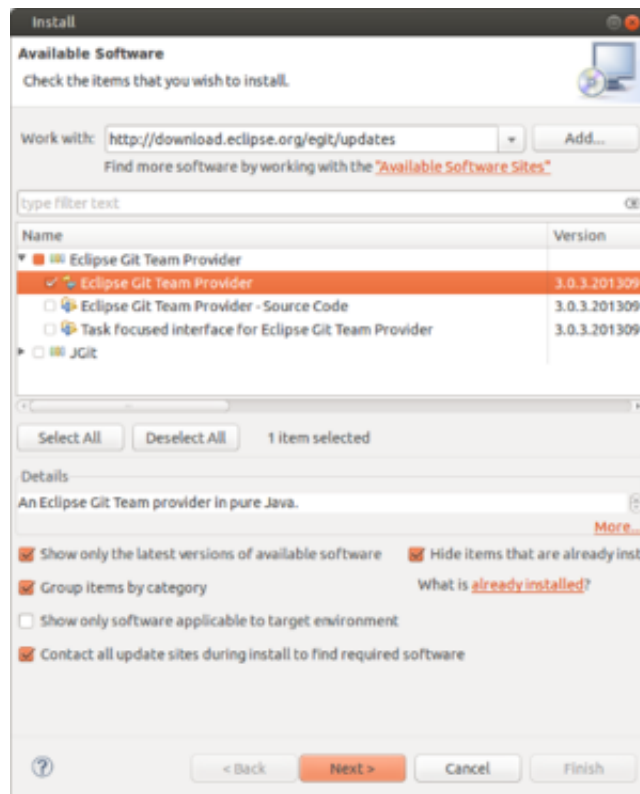 Install
Available Software
Check the items that you wish to install.
Work with: http://download.eclipse.org/egit/updates Add...
Find more software by working with the "Available Software Sites"
type filter text
Name Version
Eclipse Git Team Provider
Eclipse Git Team Provider 3.0.3.201309
Eclipse Git Team Provider - Source Code 3.0.3.201309
Task focused interface for Eclipse Git Team Provider 3.0.3.201309
JGit
Select All Deselect All 1 item selected
Details
An Eclipse Git Team provider in pure Java.
More...
Show only the latest versions of available software Hide items that are already inst
Group items by category What is already installed?
Show only software applicable to target environment
Contact all update sites during install to find required software
< Back Next > Cancel Finish